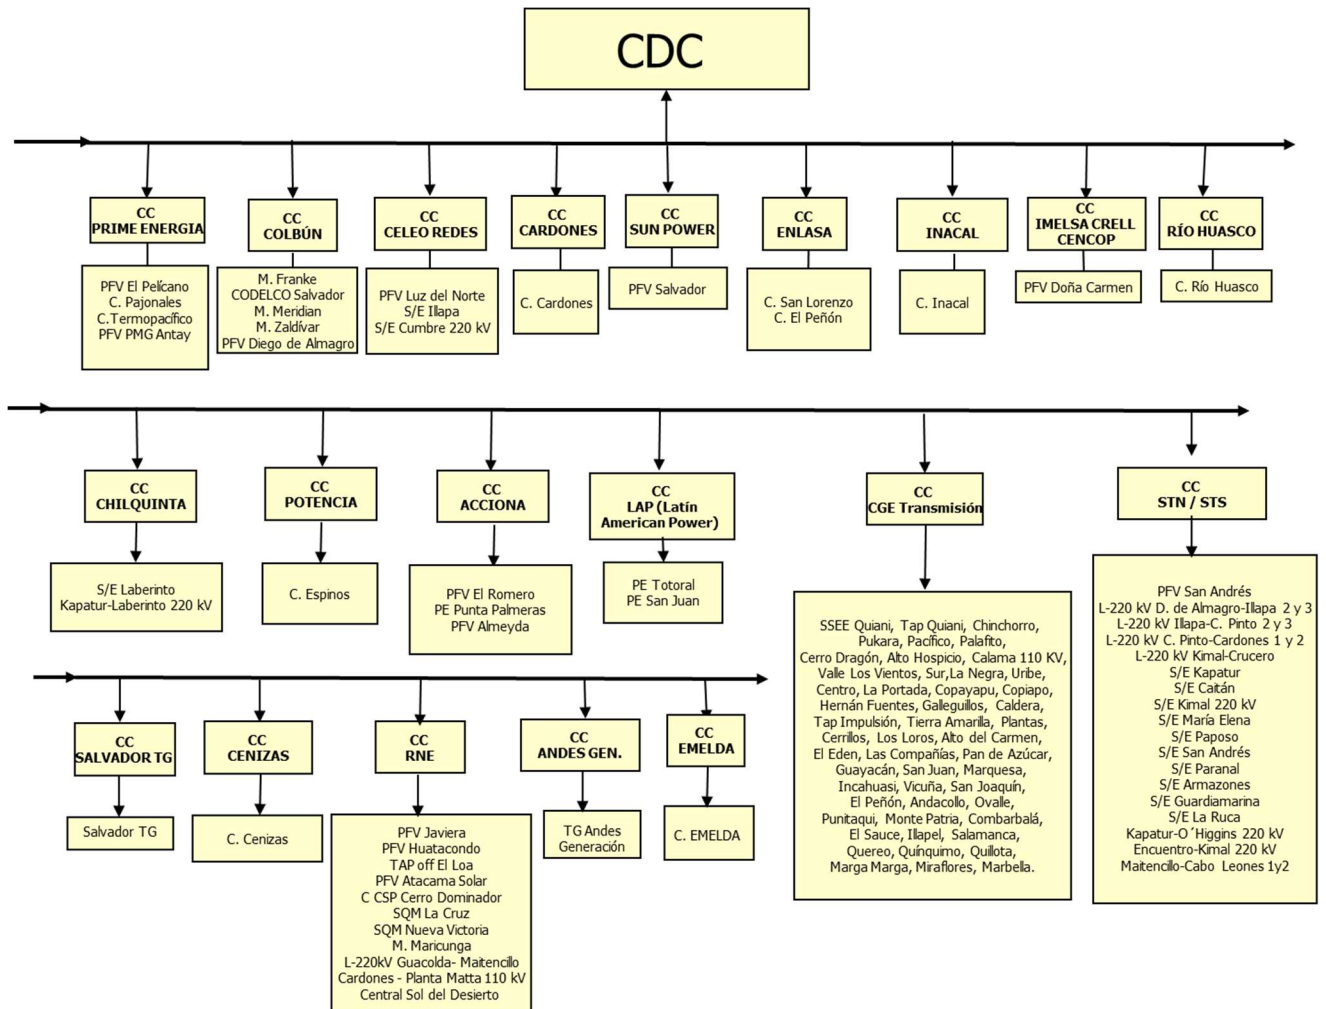 CDC
CC
PRIME ENERGIA
CC
COLBÚN
CC
CELEO REDES
CC
CARDONES
CC
SUN POWER
CC
ENLASA
CC
INACAL
CC
IMELSA CRELL
CENCOP
CC
RÍO HUASCO
PFV El Pelícano
C. Pajonales
C.Termopacífico
PFV PMG Antay
M. Franke
CODELCO Salvador
M. Meridian
M. Zaldívar
PFV Diego de Almagro
PFV Luz del Norte
S/E Illapa
S/E Cumbre 220 kV
C. Cardones
PFV Salvador
C. San Lorenzo
C. El Peñón
C. Inacal
PFV Doña Carmen
C. Río Huasco
CC
CHILQUINTA
CC
POTENCIA
CC
ACCIONA
CC
LAP (Latín
American Power)
CC
CGE Transmisión
CC
STN / STS
S/E Laberinto
Kapatur-Laberinto 220 kV
C. Espinos
PFV El Romero
PE Punta Palmeras
PFV Almeyda
PE Totoral
PE San Juan
SSEE Quiani, Tap Quiani, Chinchorro,
Pukara, Pacífico, Palafito,
Cerro Dragón, Alto Hospicio, Calama 110 KV,
Valle Los Vientos, Sur,La Negra, Uribe,
Centro, La Portada, Copayapu, Copiapo,
Hernán Fuentes, Galleguillos, Caldera,
Tap Impulsión, Tierra Amarilla, Plantas,
Cerrillos, Los Loros, Alto del Carmen,
El Eden, Las Compañías, Pan de Azúcar,
Guayacán, San Juan, Marquesa,
Incahuasi, Vicuña, San Joaquín,
El Peñón, Andacollo, Ovalle,
Punitaqui, Monte Patria, Combarbalá,
El Sauce, Illapel, Salamanca,
Quereo, Quínquimo, Quillota,
Marga Marga, Miraflores, Marbella.
PFV San Andrés
L-220 kV D. de Almagro-Illapa 2 y 3
L-220 kV Illapa-C. Pinto 2 y 3
L-220 kV C. Pinto-Cardones 1 y 2
L-220 kV Kimal-Crucero
S/E Kapatur
S/E Caitán
S/E Kimal 220 kV
S/E María Elena
S/E Paposo
S/E San Andrés
S/E Paranal
S/E Armazones
S/E Guardiamarina
S/E La Ruca
Kapatur-O´Higgins 220 kV
Encuentro-Kimal 220 kV
Maitencillo-Cabo Leones 1y2
CC
SALVADOR TG
CC
CENIZAS
CC
RNE
CC
ANDES GEN.
CC
EMELDA
Salvador TG
C. Cenizas
PFV Javiera
PFV Huatacondo
TAP off El Loa
PFV Atacama Solar
C CSP Cerro Dominador
SQM La Cruz
SQM Nueva Victoria
M. Maricunga
L-220kV Guacolda- Maitencillo
Cardones - Planta Matta 110 kV
Central Sol del Desierto
TG Andes
Generación
C. EMELDA